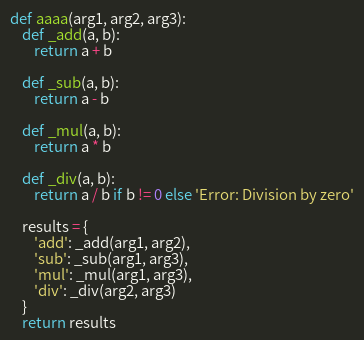 def aaaa(arg1, arg2, arg3):
    def _add(a, b):
        return a + b

    def _sub(a, b):
        return a - b

    def _mul(a, b):
        return a * b

    def _div(a, b):
        return a / b if b != 0 else 'Error: Division by zero'

    results = {
        'add': _add(arg1, arg2),
        'sub': _sub(arg1, arg3),
        'mul': _mul(arg1, arg3),
        'div': _div(arg2, arg3)
    }
    return results